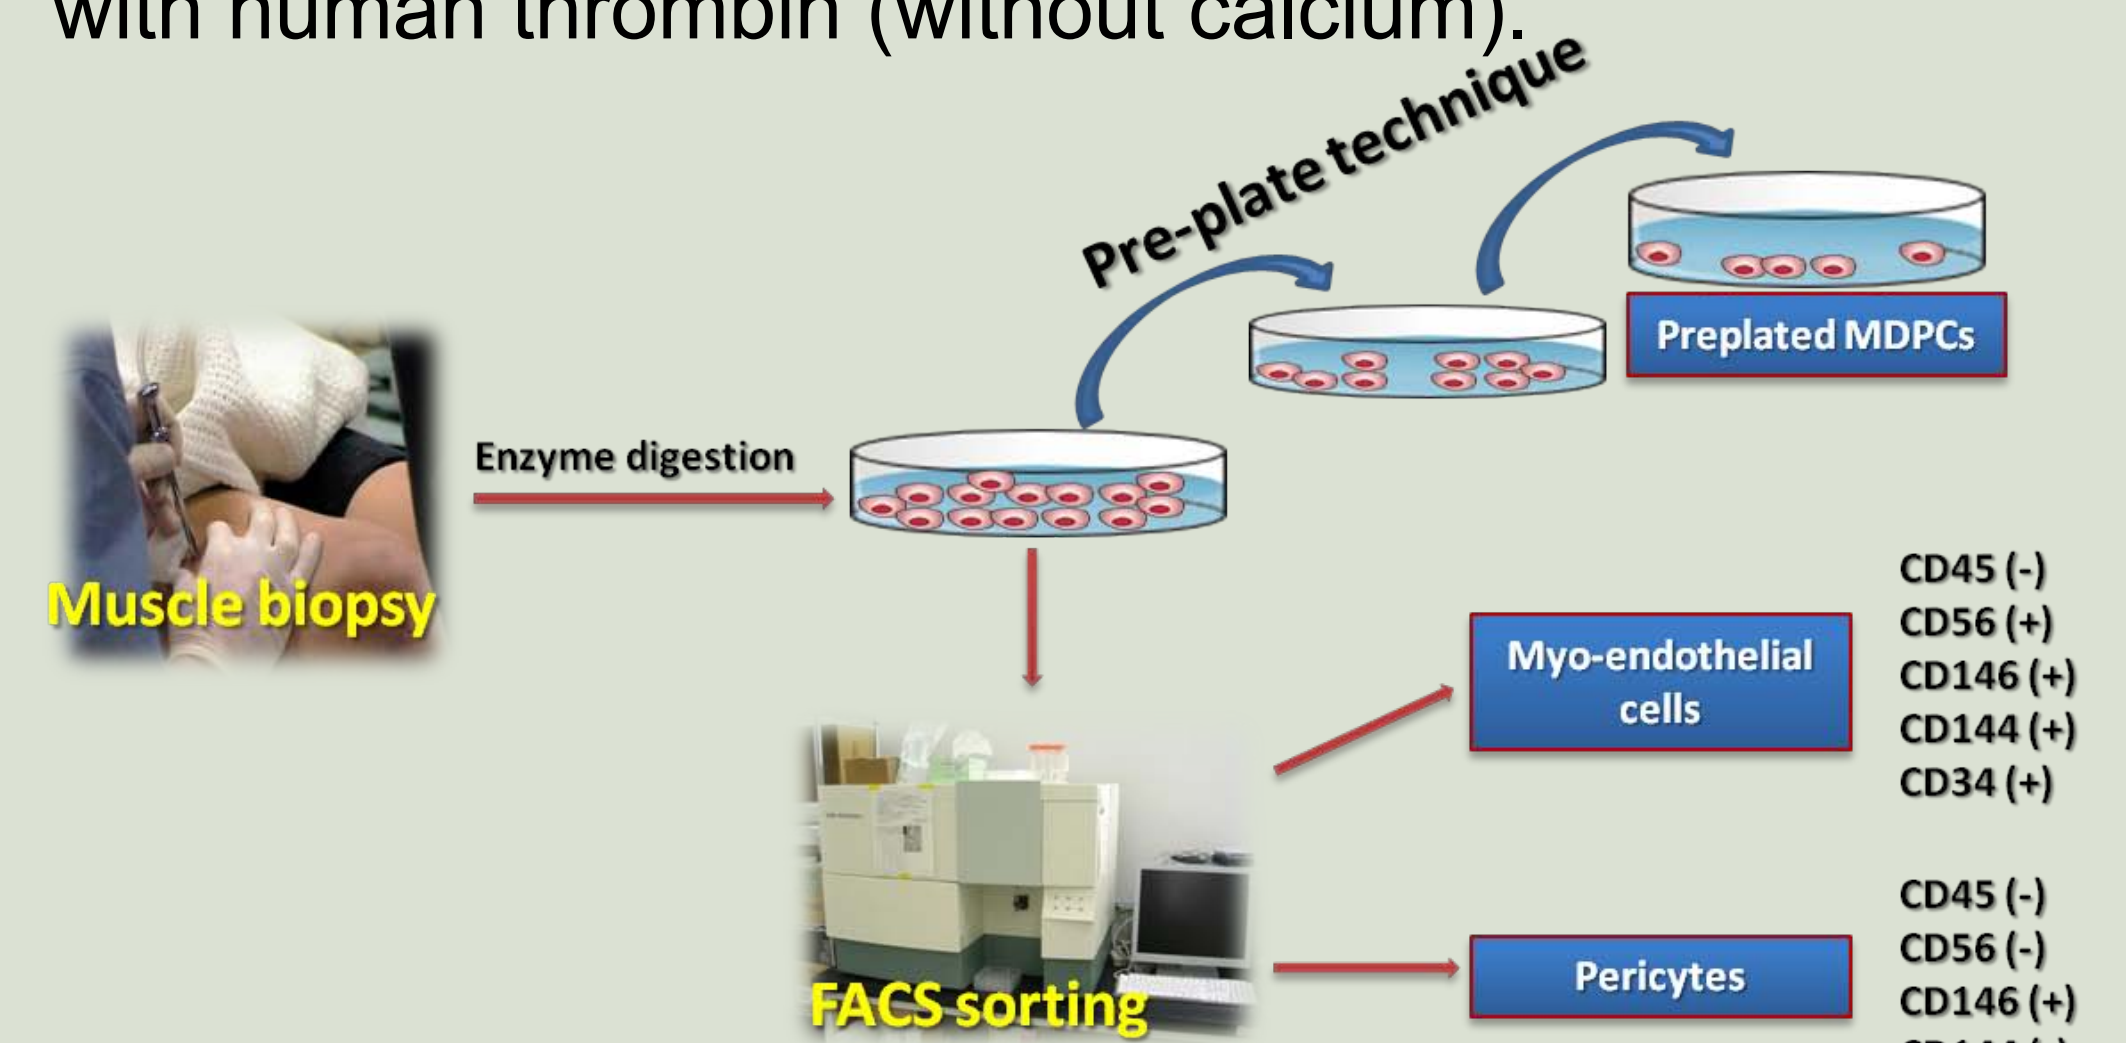 with human thrombin (without calcium).
Pre-plate technique
Preplated MDPCs
Enzyme digestion
Muscle biopsy
CD45 (-)
CD56 (+)
Myo-endothelial
cells
CD146 (+)
CD144 (+)
CD34 (+)
FACS sorting
Pericytes
CD45 (-)
CD56 (-)
CD146 (+)